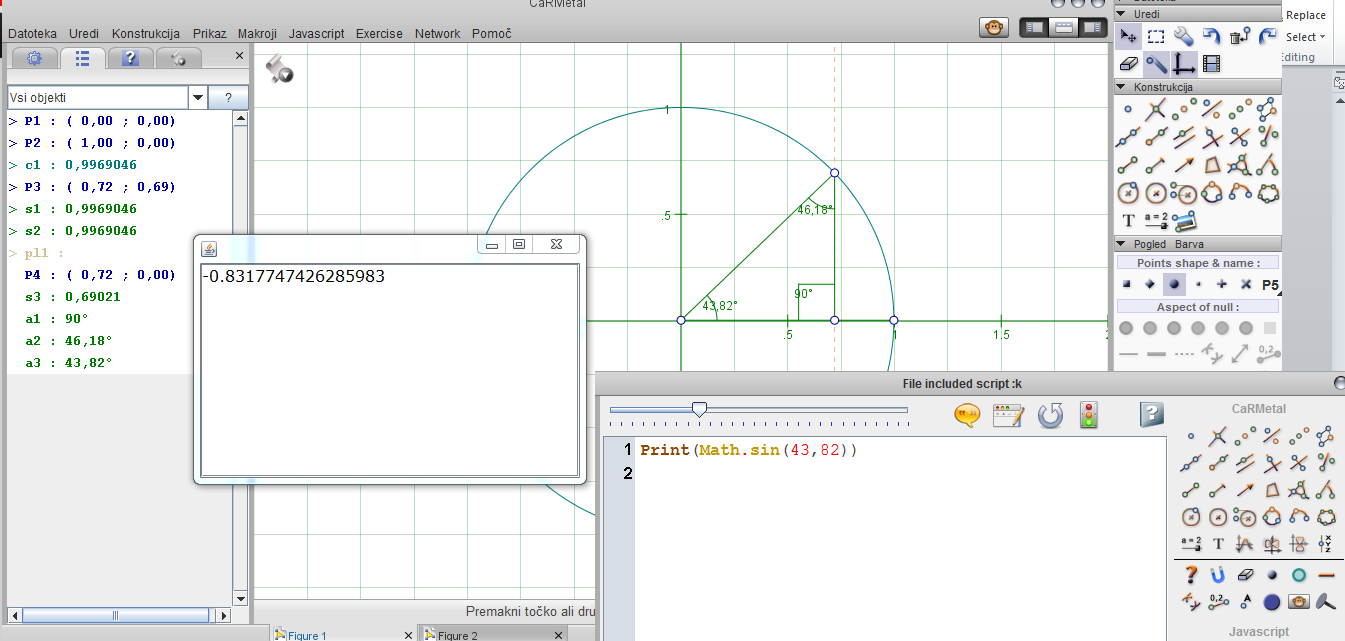 CaRMetal
Datoteka Uredi Konstrukcija Prikaz Makroji Javascript Exercise Network Pomoč
Vsi objekti
?
> P1 : ( 0,00 ; 0,00)
> P2 : ( 1,00 ; 0,00)
> c1 : 0,9969046
> P3 : ( 0,72 ; 0,69)
> s1 : 0,9969046
> s2 : 0,9969046
> pl1 :
P4 : ( 0,72 ; 0,00)
s3 : 0,69021
a1 : 90°
a2 : 46,18°
a3 : 43,82°
-0.8317747426285983
1
.5
46,18°
90°
43,82°
.5
1
1.5
2
Premakni točko ali dru
Figure 1
Figure 2
Uredi
Konstrukcija
T
a = 2
Pogled Barva
Points shape & name :
P5
Aspect of null :
0,2
Replace
Select
Editing
File included script :k
1 Print(Math.sin(43,82))
2
CaRMetal
a = 2
T
X
Y
Z
?
0,2
A
Javascript